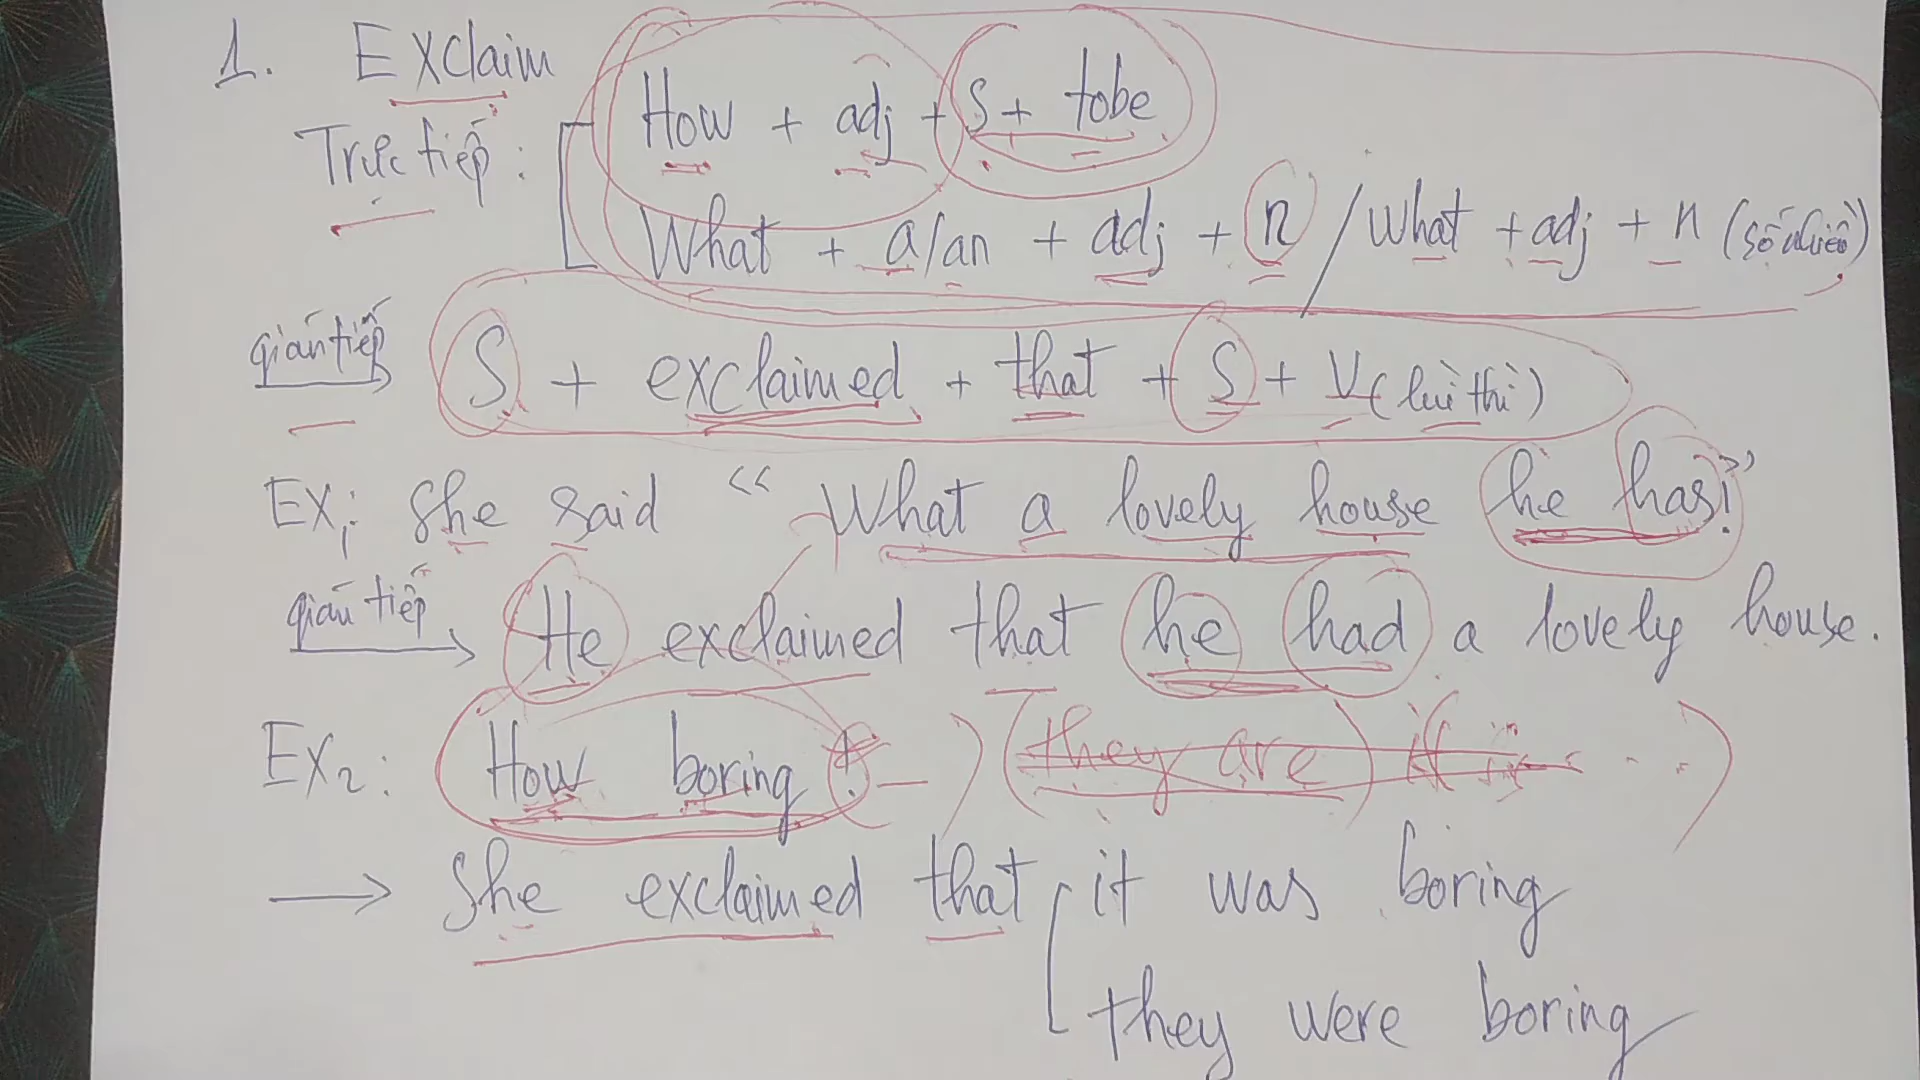 1. Exclaim
Trực tiếp: How + adj + S + tobe
What + a/an + adj + n / What + adj + n (số nhiều)
gián tiếp S + exclaimed + that + S + V (lùi thì)
EX1: She said “ What a lovely house he has!”
gián tiếp → He exclaimed that he had a lovely house.
EX2: How boring ! (they are) it is
→ She exclaimed that it was boring
they were boring